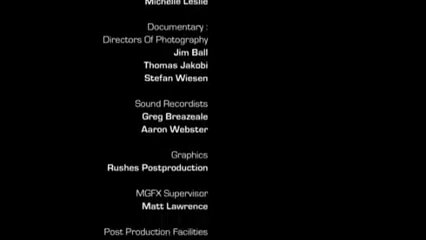 Michelle Leslie
Documentary :
Directors Of Photography
Jim Ball
Thomas Jakobi
Stefan Wiesen
Sound Recordists
Greg Breazeale
Aaron Webster
Graphics
Rushes Postproduction
MGFX Supervisor
Matt Lawrence
Post Production Facilities